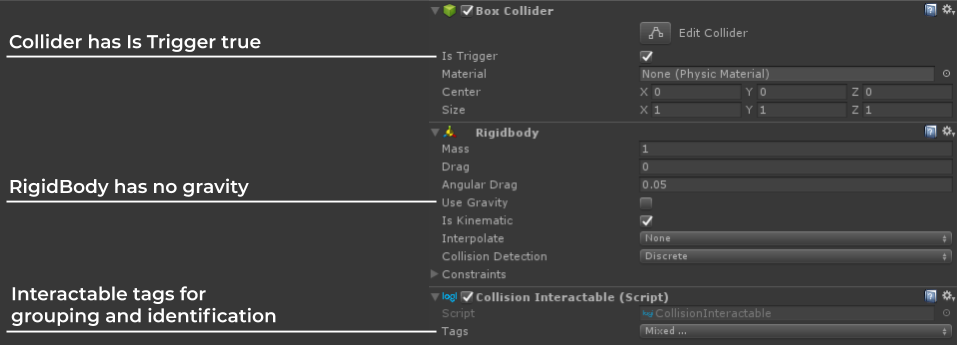 Box Collider
Collider has Is Trigger true
Edit Collider
Is Trigger
Material None (Physic Material)
Center X 0 Y 0 Z 0
Size X 1 Y 1 Z 1
Rigidbody
Mass 1
Drag 0
RigidBody has no gravity
Angular Drag 0.05
Use Gravity
Is Kinematic
Interpolate None
Collision Detection Discrete
Constraints
Interactable tags for
grouping and identification
logi Collision Interactable (Script)
Script CollisionInteractable
Tags Mixed ...